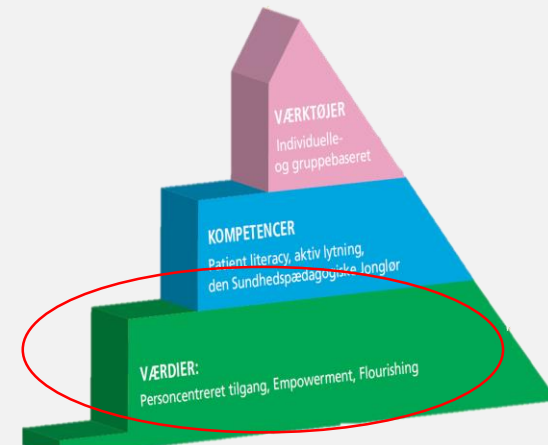 VÆRKTØJER
Individuelle-
og gruppebaseret
KOMPETENCER
Patient literacy, aktiv lytning,
den Sundhedspædagogiske Jonglør
VÆRDIER:
Personcentreret tilgang, Empowerment, Flourishing